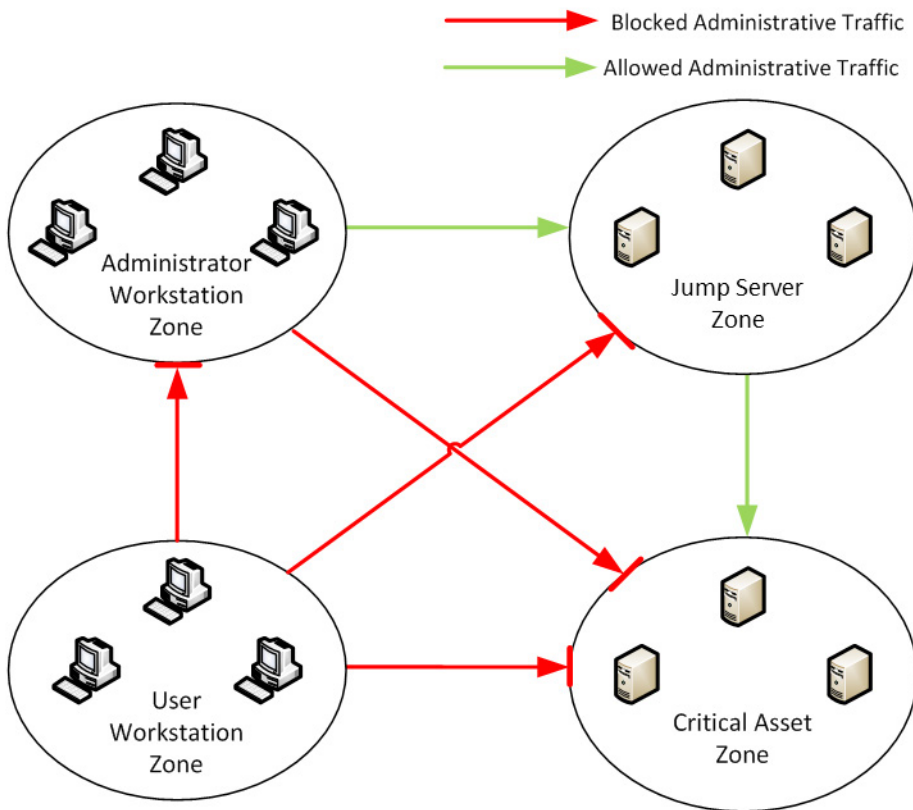 Blocked Administrative Traffic
Allowed Administrative Traffic
Administrator
Workstation
Zone
Jump Server
Zone
User
Workstation
Zone
Critical Asset
Zone